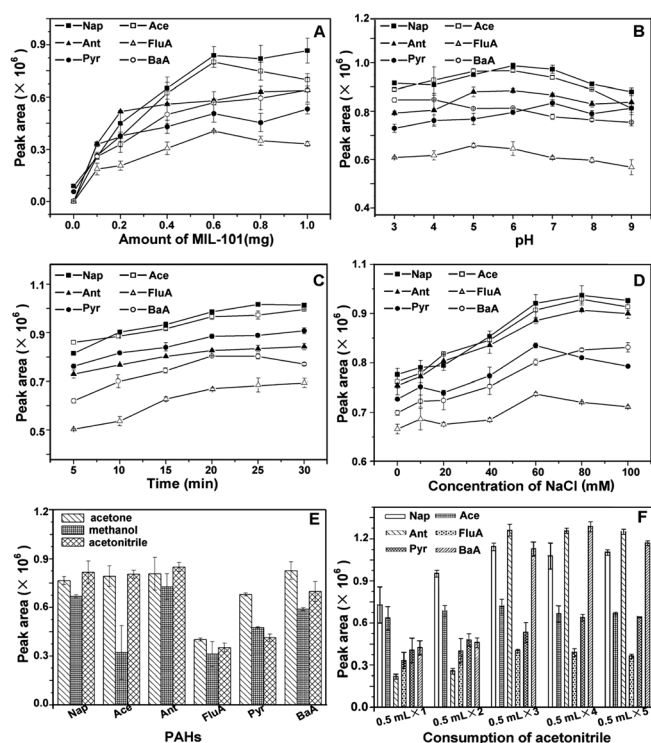 A
Nap
Ace
Ant
FluA
Pyr
BaA
Peak area (× 10⁶)
0.9
0.6
0.3
0.0
0.0 0.2 0.4 0.6 0.8 1.0
Amount of MIL-101(mg)
B
Nap
Ace
Ant
FluA
Pyr
BaA
Peak area (× 10⁶)
1.2
1.0
0.8
0.6
0.4
3 4 5 6 7 8 9
pH
C
Nap
Ace
Ant
FluA
Pyr
BaA
Peak area (× 10⁶)
1.1
0.9
0.7
0.5
5 10 15 20 25 30
Time (min)
D
Nap
Ace
Ant
FluA
Pyr
BaA
Peak area (× 10⁶)
1.0
0.9
0.8
0.7
0.6
0 20 40 60 80 100
Concentration of NaCl (mM)
E
acetone
methanol
acetonitrile
Peak area (× 10⁶)
1.2
0.9
0.6
0.3
0.0
Nap Ace Ant FluA Pyr BaA
PAHs
F
Nap
Ace
Ant
FluA
Pyr
BaA
Peak area (× 10⁶)
1.2
0.9
0.6
0.3
0.0
0.5 mL×1 0.5 mL×2 0.5 mL×3 0.5 mL×4 0.5 mL×5
Consumption of acetonitrile